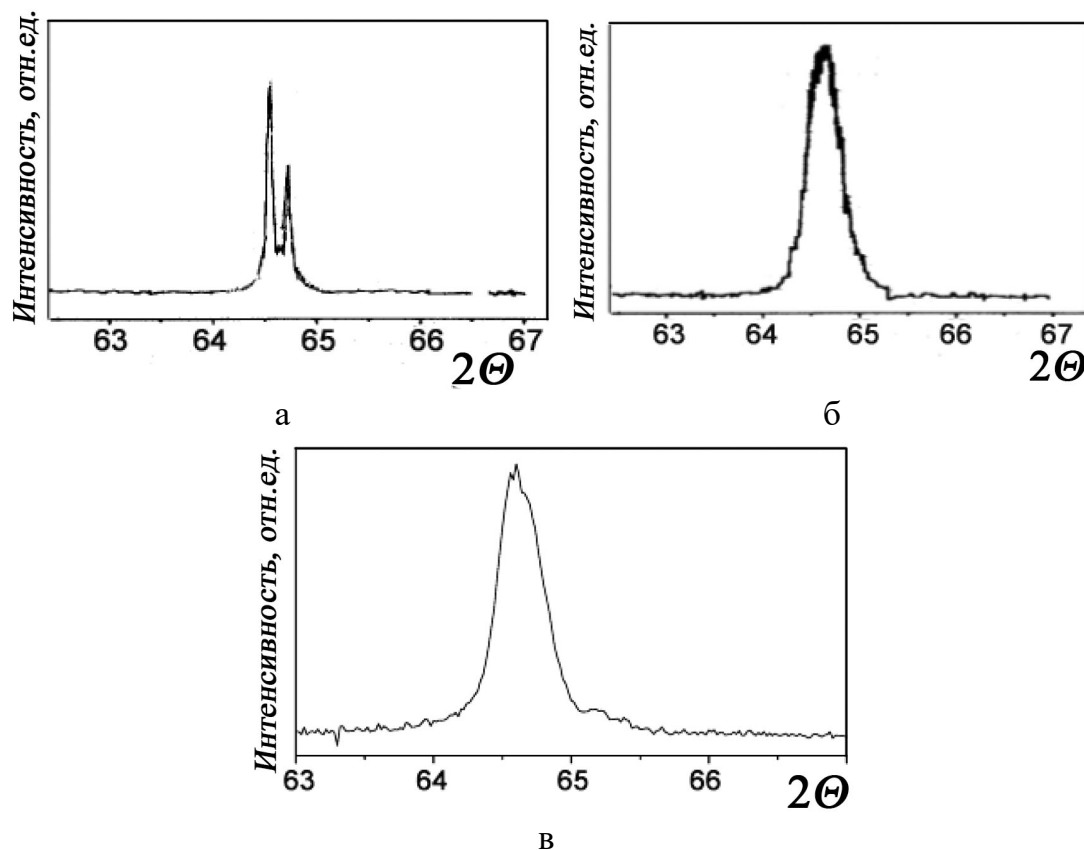 Интенсивность, отн.ед.
63 64 65 66 67
2Θ
а
Интенсивность, отн.ед.
63 64 65 66 67
2Θ
б
Интенсивность, отн.ед.
63 64 65 66
2Θ
в